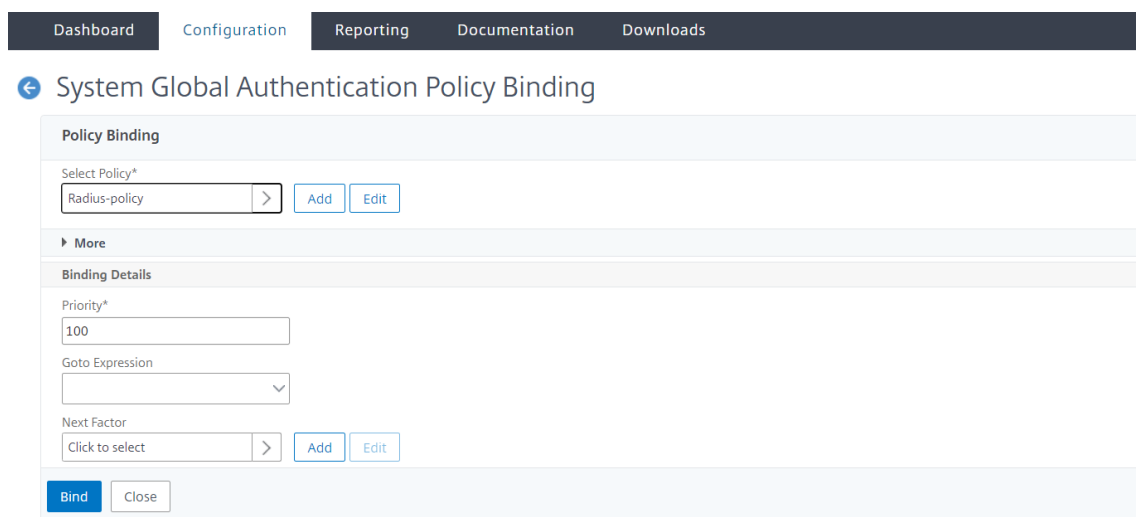 Dashboard Configuration Reporting Documentation Downloads
System Global Authentication Policy Binding
Policy Binding
Select Policy*
Radius-policy Add Edit
More
Binding Details
Priority*
100
Goto Expression
Next Factor
Click to select Add Edit
Bind Close